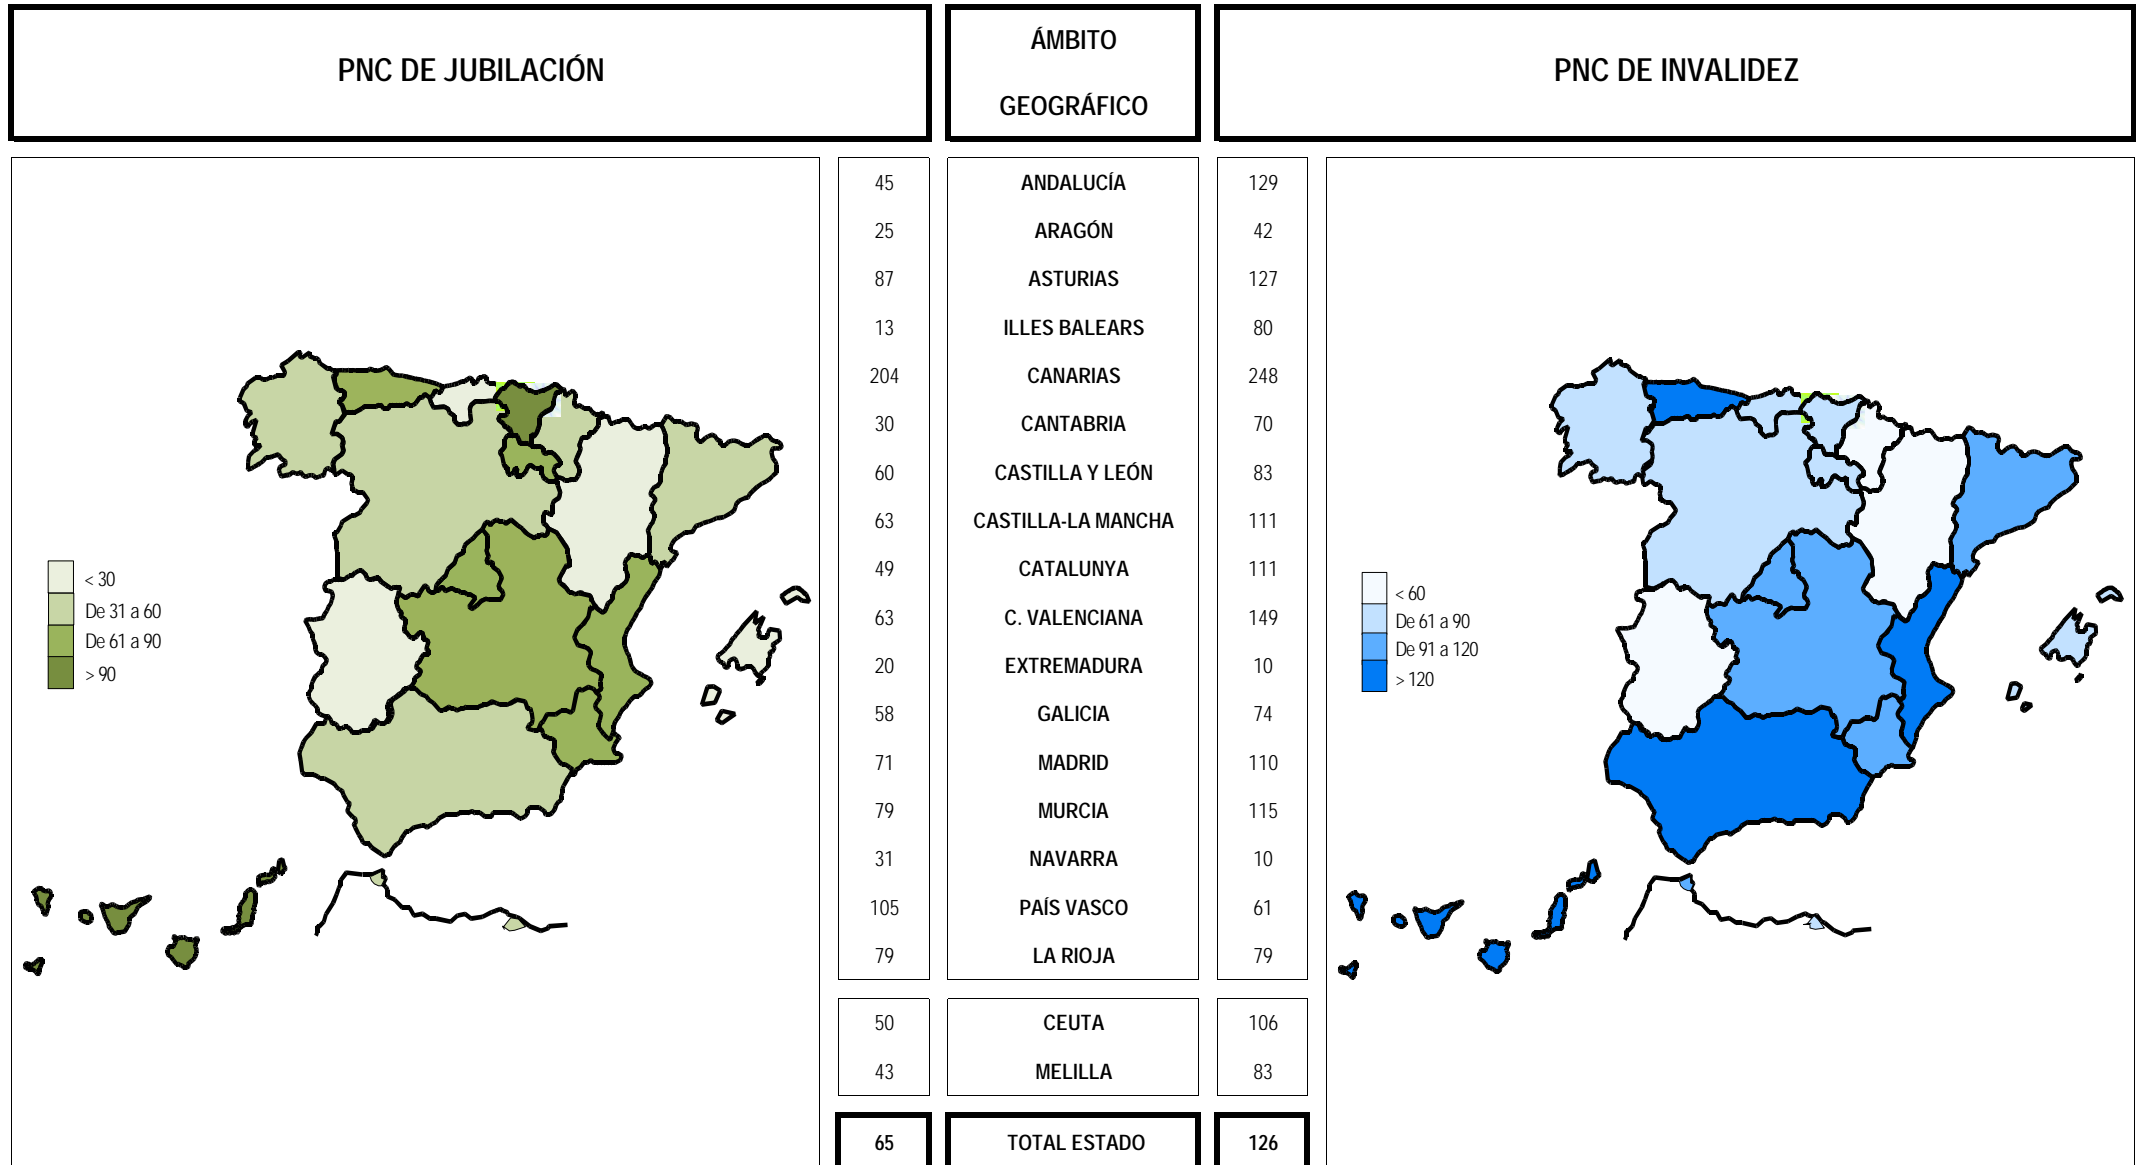 PNC DE JUBILACIÓN
ÁMBITO
GEOGRÁFICO
PNC DE INVALIDEZ
45 ANDALUCÍA 129
25 ARAGÓN 42
87 ASTURIAS 127
13 ILLES BALEARS 80
204 CANARIAS 248
30 CANTABRIA 70
60 CASTILLA Y LEÓN 83
63 CASTILLA-LA MANCHA 111
49 CATALUNYA 111
63 C. VALENCIANA 149
20 EXTREMADURA 10
58 GALICIA 74
71 MADRID 110
79 MURCIA 115
31 NAVARRA 10
105 PAÍS VASCO 61
79 LA RIOJA 79
50 CEUTA 106
43 MELILLA 83
65 TOTAL ESTADO 126
< 30
De 31 a 60
De 61 a 90
> 90
< 60
De 61 a 90
De 91 a 120
> 120